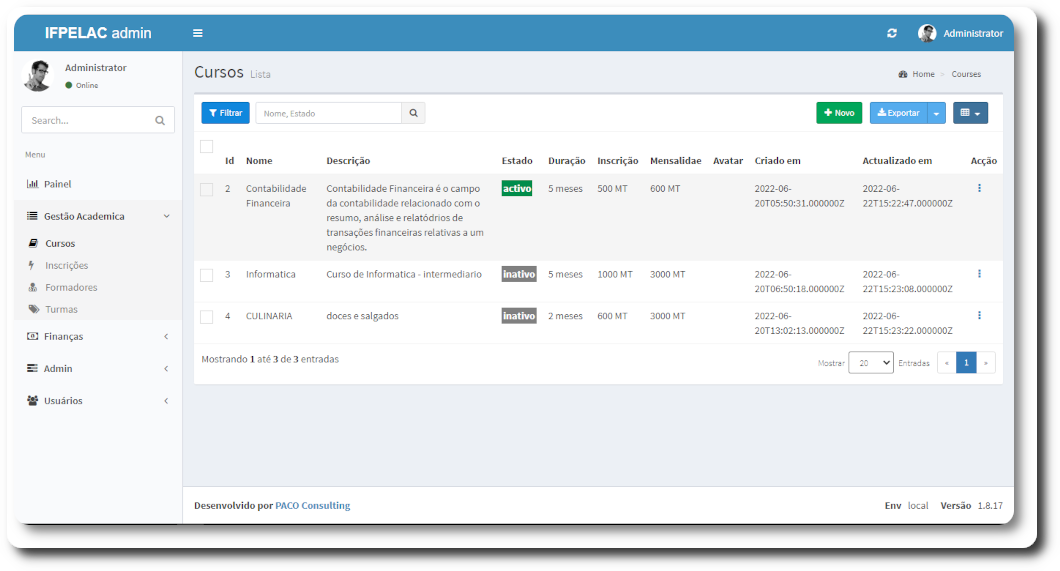 IFPELAC admin
Administrator
Administrator
Online
Search...
Menu
Painel
Gestão Academica
Cursos
Inscrições
Formadores
Turmas
Finanças
Admin
Usuários
Cursos Lista
Home > Courses
Filtrar
Nome, Estado
+ Novo
Exportar
Id Nome Descrição Estado Duração Inscrição Mensalidae Avatar Criado em Actualizado em Acção
2 Contabilidade Contabilidade Financeira é o campo activo 5 meses 500 MT 600 MT 2022-06- 2022-06-
Financeira da contabilidade relacionado com o 20T05:50:31.000000Z 22T15:22:47.000000Z
resumo, análise e relatódrios de
transações financeiras relativas a um
negócios.
3 Informatica Curso de Informatica - intermediario inativo 5 meses 1000 MT 3000 MT 2022-06- 2022-06-
20T06:50:18.000000Z 22T15:23:08.000000Z
4 CULINARIA doces e salgados inativo 2 meses 600 MT 3000 MT 2022-06- 2022-06-
20T13:02:13.000000Z 22T15:23:22.000000Z
Mostrando 1 até 3 de 3 entradas
Mostrar 20 Entradas « 1 »
Desenvolvido por PACO Consulting
Env local Versão 1.8.17